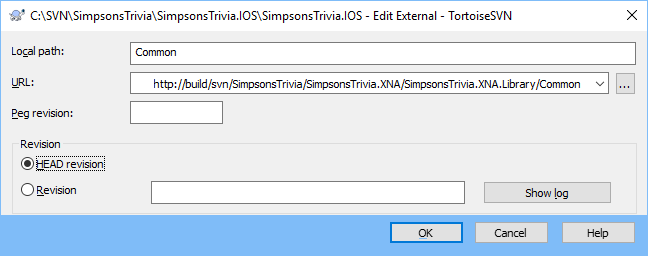 C:\SVN\SimpsonsTrivia\SimpsonsTrivia.IOS\SimpsonsTrivia.IOS - Edit External - TortoiseSVN
Local path: Common
URL: http://build/svn/SimpsonsTrivia/SimpsonsTrivia.XNA/SimpsonsTrivia.XNA.Library/Common ...
Peg revision:
Revision
HEAD revision
Revision Show log
OK Cancel Help